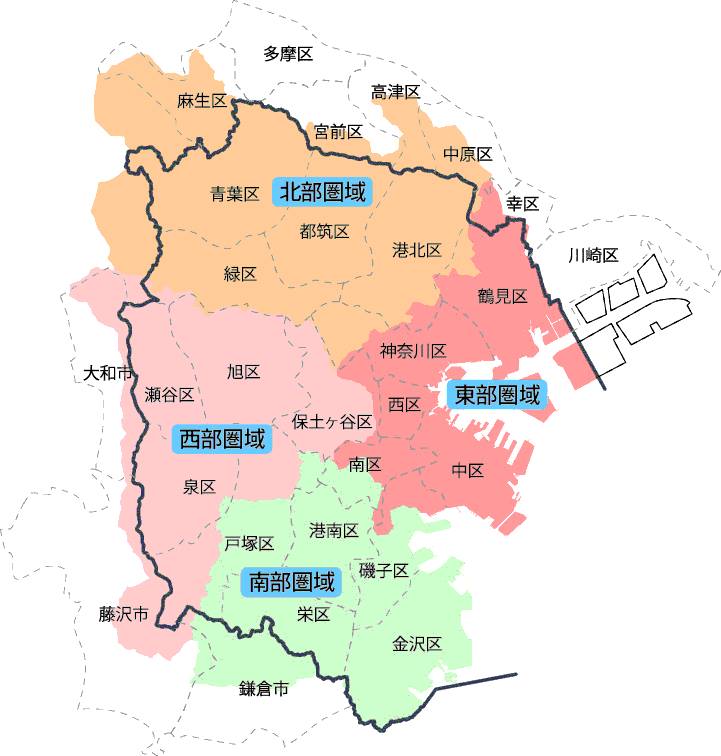 多摩区
高津区
麻生区
宮前区
中原区
青葉区
北部圏域
幸区
都筑区
港北区
川崎区
緑区
鶴見区
神奈川区
大和市
旭区
瀬谷区
東部圏域
西区
保土ヶ谷区
西部圏域
南区
中区
泉区
港南区
戸塚区
磯子区
南部圏域
藤沢市
栄区
金沢区
鎌倉市